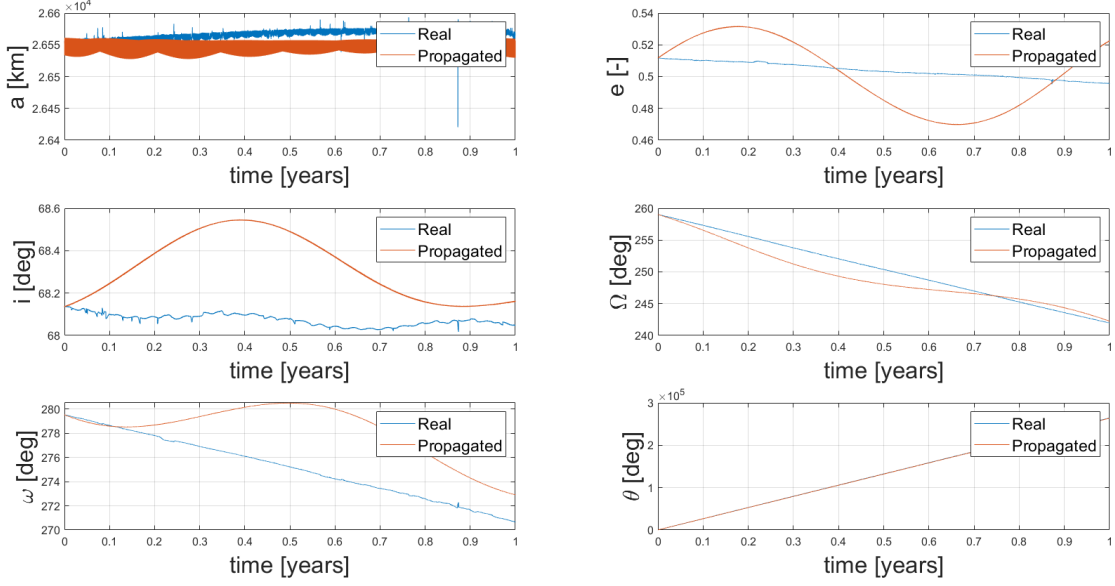 ×10⁴
2.66
2.655
2.65
2.645
2.64
a [km]
0 0.1 0.2 0.3 0.4 0.5 0.6 0.7 0.8 0.9 1
time [years]
Real
Propagated
0.54
0.52
0.5
0.48
0.46
e [-]
0 0.1 0.2 0.3 0.4 0.5 0.6 0.7 0.8 0.9 1
time [years]
Real
Propagated
68.6
68.4
68.2
68
i [deg]
0 0.1 0.2 0.3 0.4 0.5 0.6 0.7 0.8 0.9 1
time [years]
Real
Propagated
260
255
250
245
240
Ω [deg]
0 0.1 0.2 0.3 0.4 0.5 0.6 0.7 0.8 0.9 1
time [years]
Real
Propagated
280
278
276
274
272
270
ω [deg]
0 0.1 0.2 0.3 0.4 0.5 0.6 0.7 0.8 0.9 1
time [years]
Real
Propagated
×10⁵
3
2
1
0
θ [deg]
0 0.1 0.2 0.3 0.4 0.5 0.6 0.7 0.8 0.9 1
time [years]
Real
Propagated